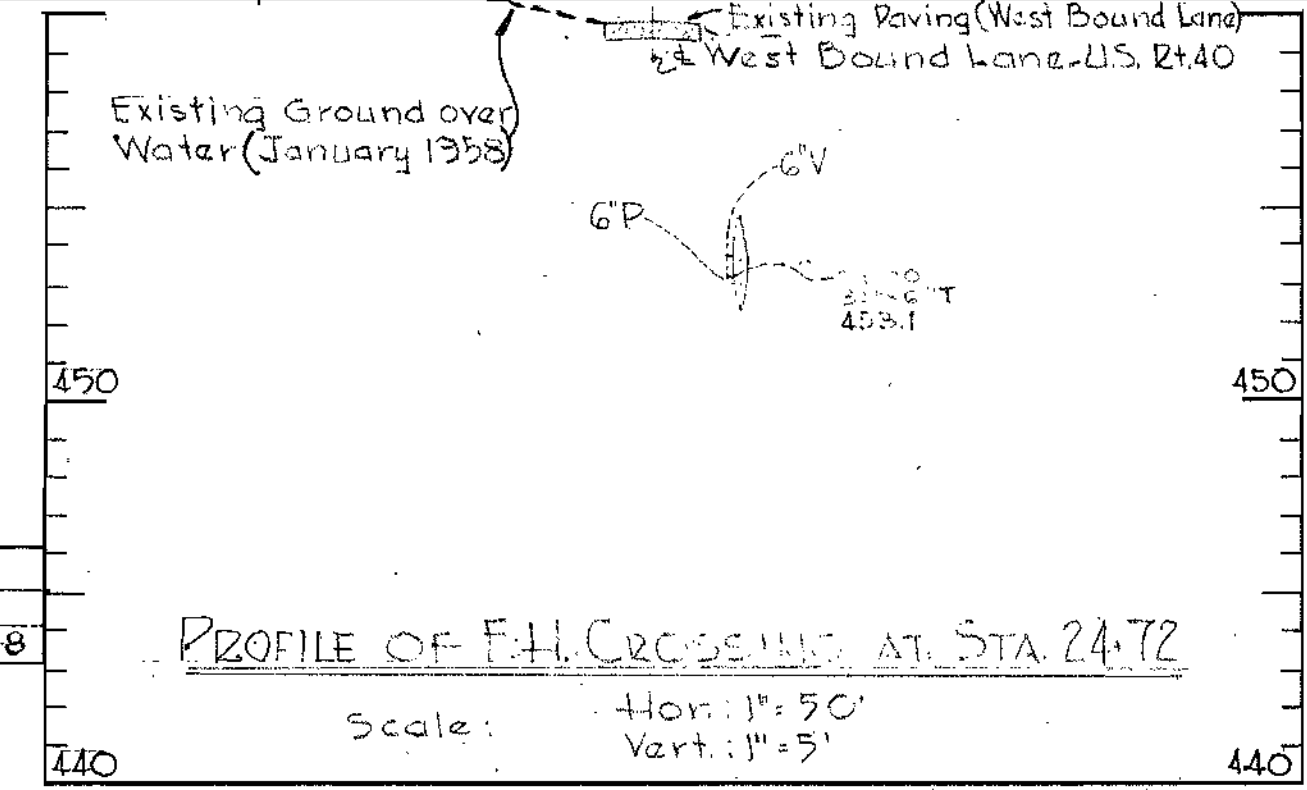 Existing Paving (West Bound Lane)
West Bound Lane-U.S. Rt.40
Existing Ground over
Water (January 1958)
6"V
6"P
6"T
453.1
450
450
8
PROFILE OF F.H. CROSSING AT STA. 24+72
Scale: Hor.: 1"=50'
Vert.: 1"=5'
440
440